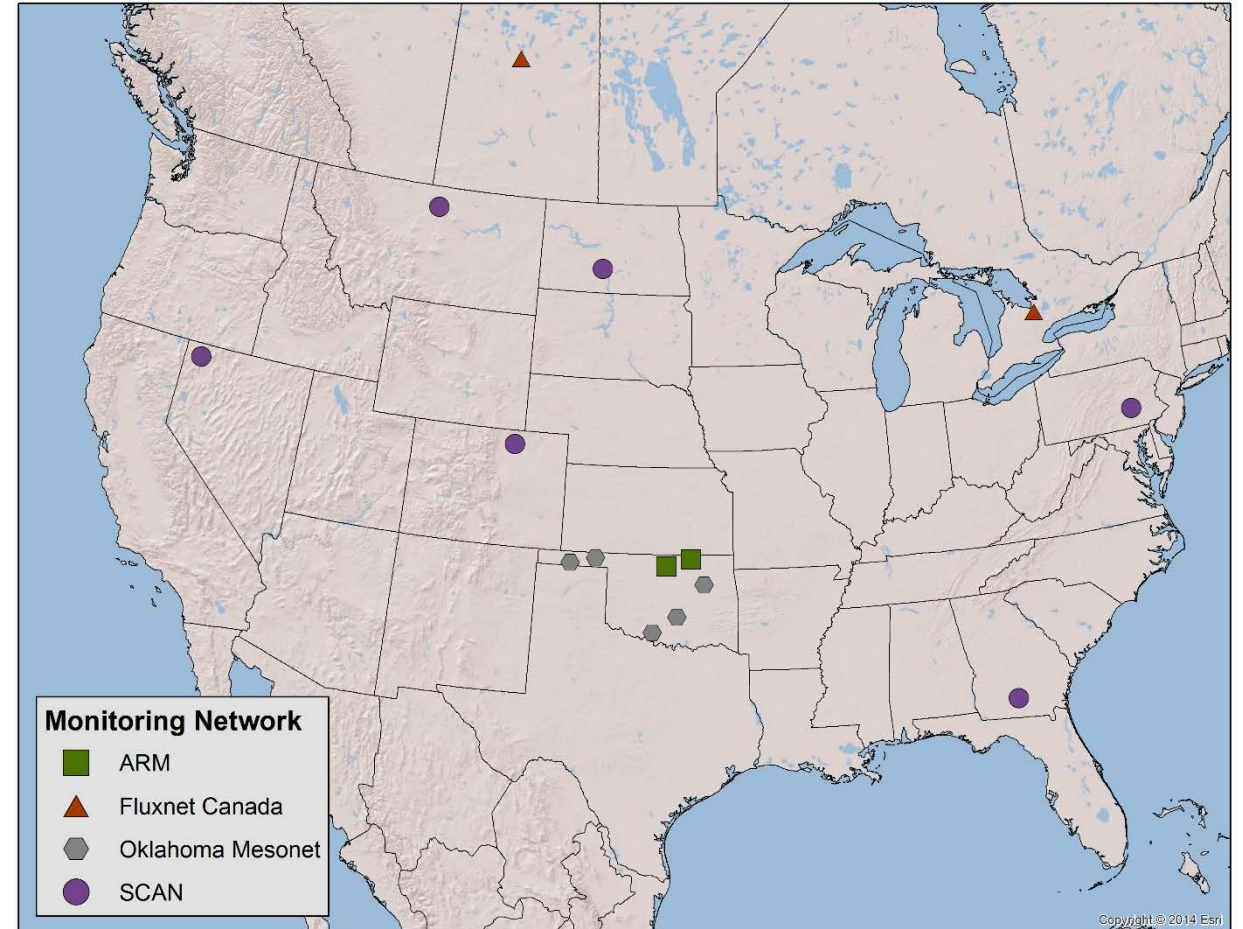 Monitoring Network
ARM
Fluxnet Canada
Oklahoma Mesonet
SCAN
Copyright:© 2014 Esri